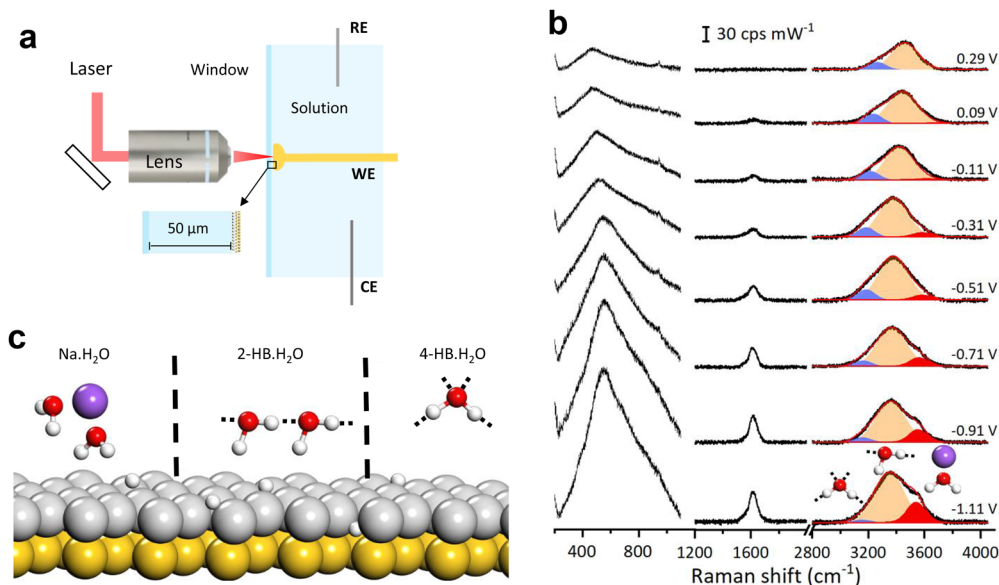 a
RE
Laser
Window
Solution
Lens
WE
50 μm
CE
b
30 cps mW⁻¹
0.29 V
0.09 V
-0.11 V
-0.31 V
-0.51 V
-0.71 V
-0.91 V
-1.11 V
400 800 1200 1600 2800 3200 3600 4000
Raman shift (cm⁻¹)
c
Na.H₂O
2-HB.H₂O
4-HB.H₂O